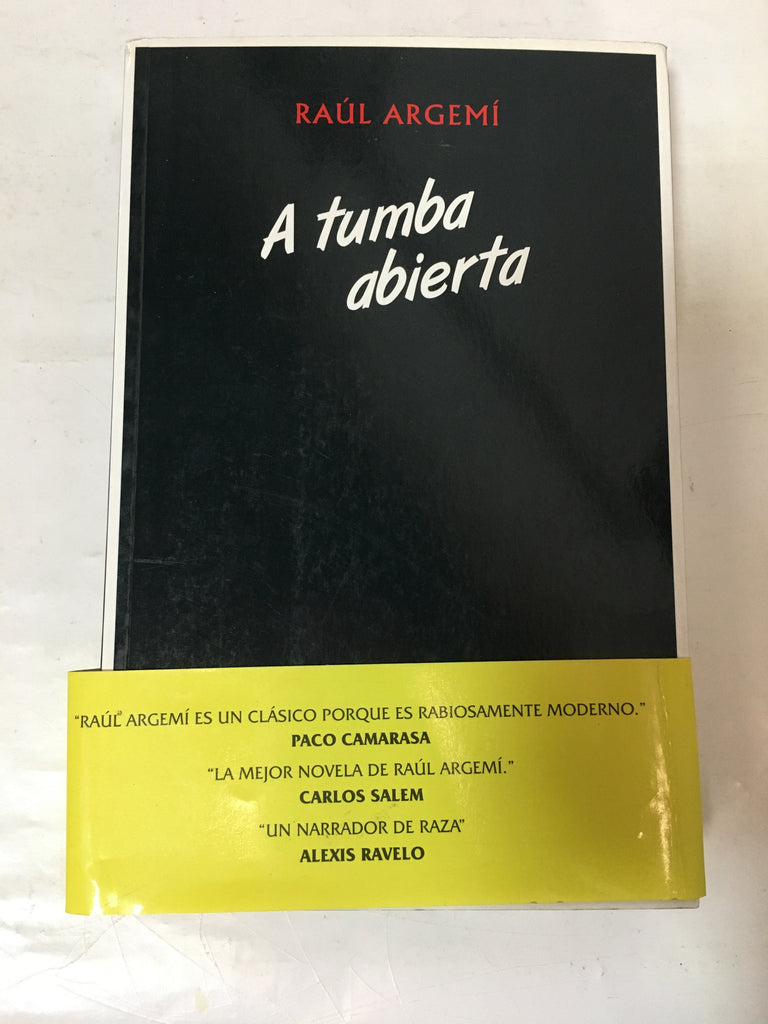 RAÚL ARGEMÍ
A tumba
abierta
“RAÚL ARGEMÍ ES UN CLÁSICO PORQUE ES RABIOSAMENTE MODERNO.”
PACO CAMARASA
“LA MEJOR NOVELA DE RAÚL ARGEMÍ.”
CARLOS SALEM
“UN NARRADOR DE RAZA”
ALEXIS RAVELO